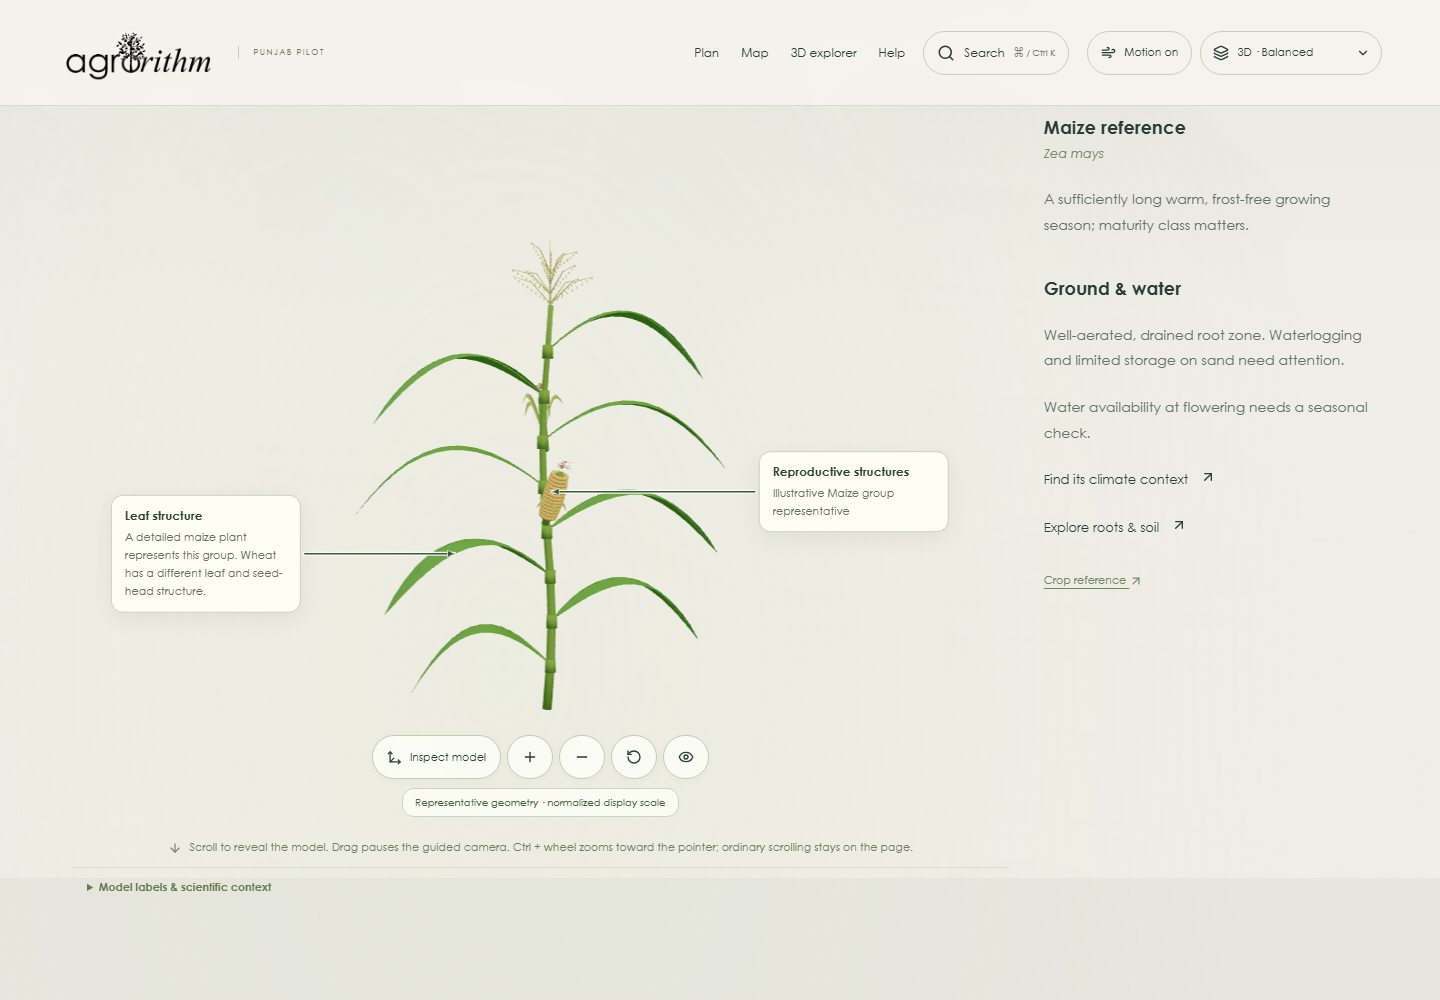 agrorithm
PUNJAB PILOT
Plan
Map
3D explorer
Help
Search ⌘ / Ctrl K
Motion on
3D · Balanced
Maize reference
Zea mays
A sufficiently long warm, frost-free growing
season; maturity class matters.
Ground & water
Well-aerated, drained root zone. Waterlogging
and limited storage on sand need attention.
Water availability at flowering needs a seasonal
check.
Find its climate context
Explore roots & soil
Crop reference
Reproductive structures
Illustrative Maize group
representative
Leaf structure
A detailed maize plant
represents this group. Wheat
has a different leaf and seed-
head structure.
Inspect model
Representative geometry · normalized display scale
Scroll to reveal the model. Drag pauses the guided camera. Ctrl + wheel zooms toward the pointer; ordinary scrolling stays on the page.
Model labels & scientific context